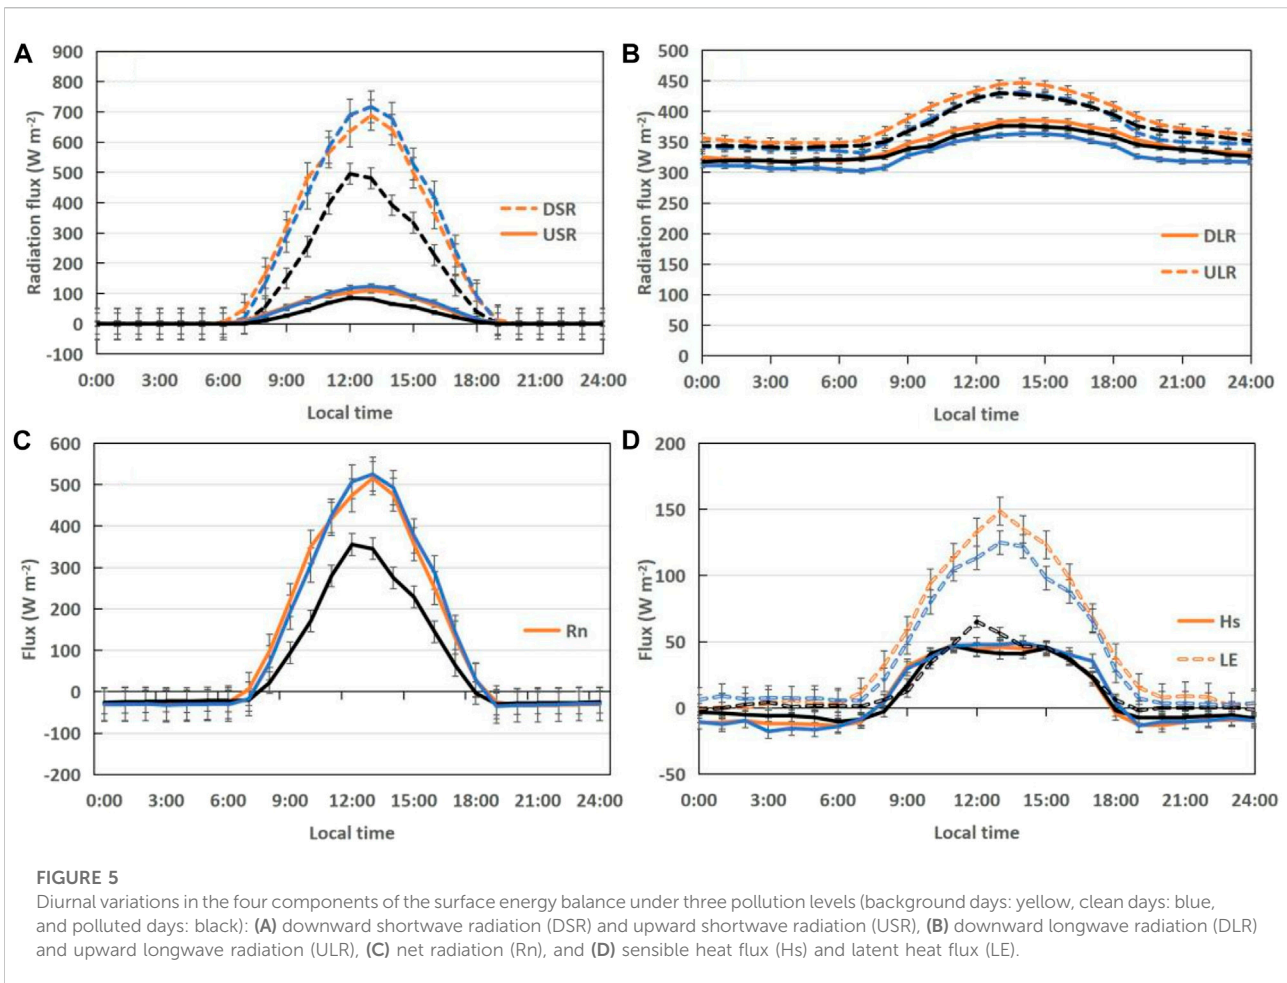 A
900
800
700
600
500
400
300
200
100
0
-100
Radiation flux (W m-2)
DSR
USR
0:00 3:00 6:00 9:00 12:00 15:00 18:00 21:00 24:00
Local time
B
500
450
400
350
300
250
200
150
100
50
0
Radiation flux (W m-2)
DLR
ULR
0:00 3:00 6:00 9:00 12:00 15:00 18:00 21:00 24:00
Local time
C
600
500
400
300
200
100
0
-100
-200
Flux (W m-2)
Rn
0:00 3:00 6:00 9:00 12:00 15:00 18:00 21:00 24:00
Local time
D
200
150
100
50
0
-50
Flux (W m-2)
Hs
LE
0:00 3:00 6:00 9:00 12:00 15:00 18:00 21:00 24:00
Local time
FIGURE 5
Diurnal variations in the four components of the surface energy balance under three pollution levels (background days: yellow, clean days: blue,
and polluted days: black): (A) downward shortwave radiation (DSR) and upward shortwave radiation (USR), (B) downward longwave radiation (DLR)
and upward longwave radiation (ULR), (C) net radiation (Rn), and (D) sensible heat flux (Hs) and latent heat flux (LE).